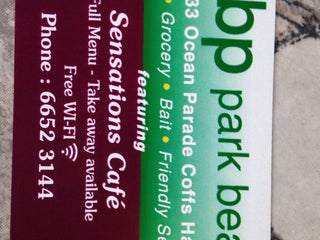 bp park bea
33 Ocean Parade Coffs Ha
• Grocery • Bait • Friendly Se
featuring
Sensations Café
Full Menu - Take away available
Free WI-FI
Phone : 6652 3144